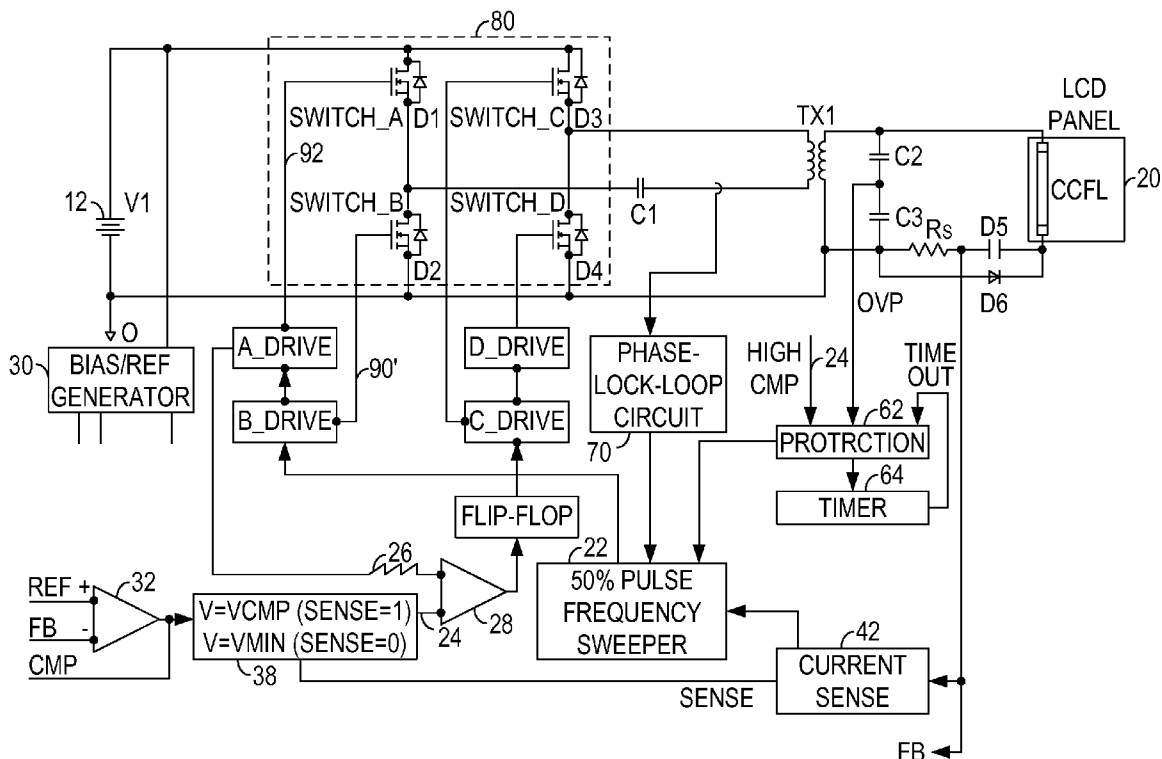 80
LCD
PANEL
SWITCH_A
D1
SWITCH_C
D3
TX1
92
C2
CCFL
20
12
V1
SWITCH_B
SWITCH_D
C1
C3
RS
D5
D2
D4
D6
OVP
O
30
BIAS/REF
GENERATOR
A_DRIVE
D_DRIVE
90'
PHASE-
LOCK-LOOP
CIRCUIT
HIGH
CMP
24
TIME
OUT
B_DRIVE
C_DRIVE
70
62
PROTRCTION
64
TIMER
FLIP-FLOP
26
22
50% PULSE
FREQUENCY
SWEEPER
REF +
32
FB -
CMP
V=VCMP (SENSE=1)
V=VMIN (SENSE=0)
24
28
38
42
CURRENT
SENSE
SENSE
FB